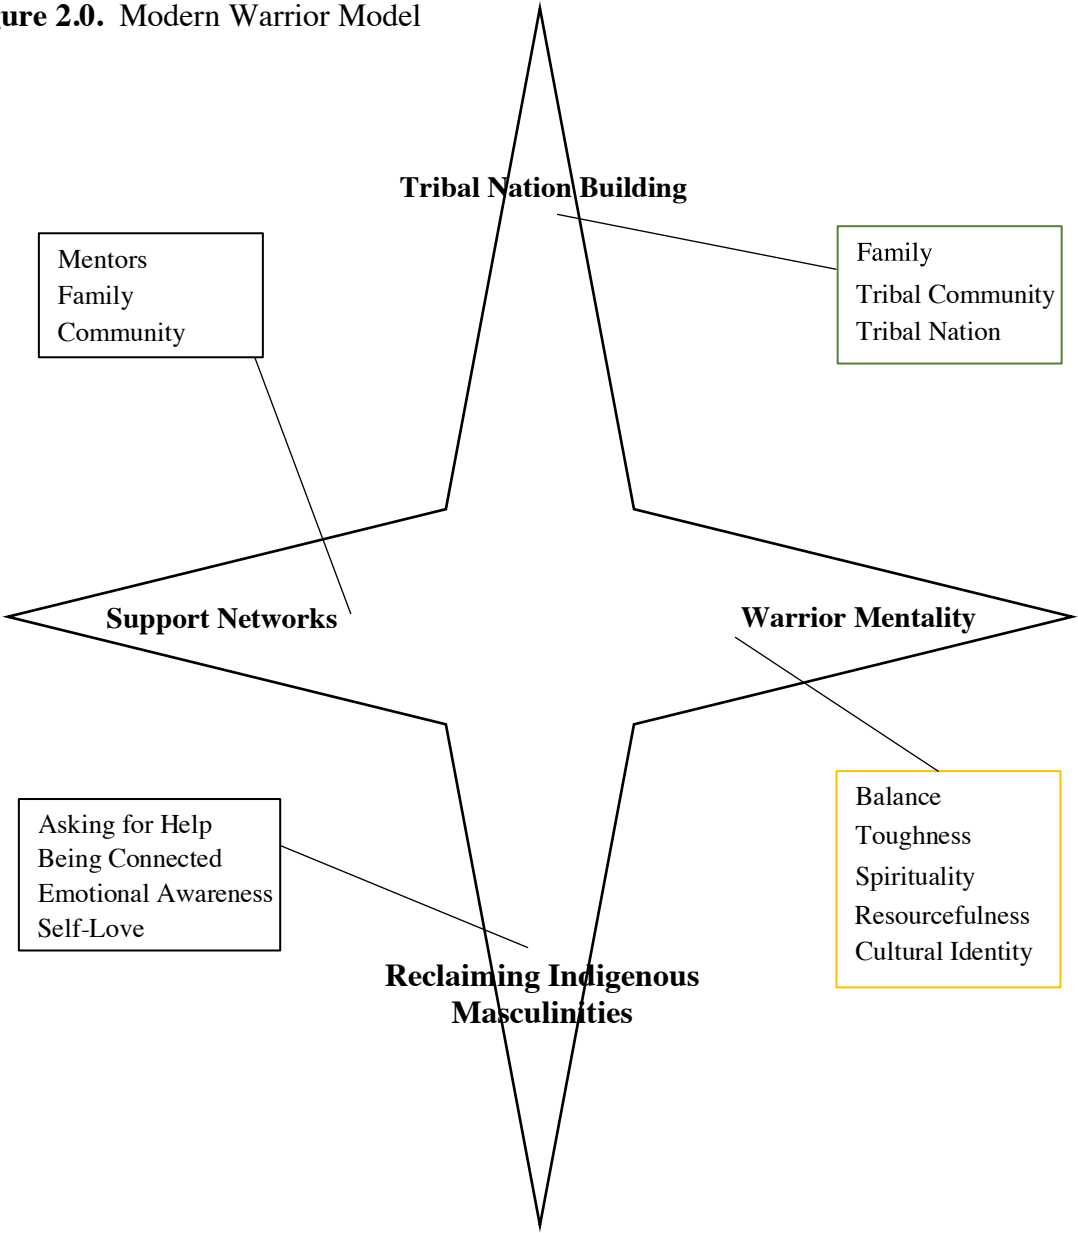 ure 2.0. Modern Warrior Model
Tribal Nation Building
Mentors
Family
Community
Family
Tribal Community
Tribal Nation
Support Networks
Warrior Mentality
Asking for Help
Being Connected
Emotional Awareness
Self-Love
Balance
Toughness
Spirituality
Resourcefulness
Cultural Identity
Reclaiming Indigenous
Masculinities